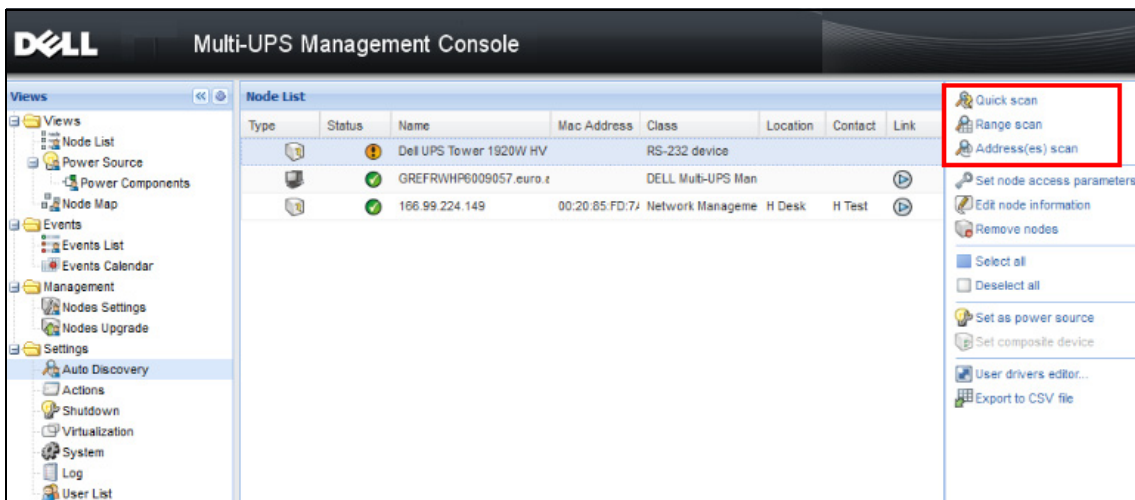 DELL
Multi-UPS Management Console
Views
Views
Node List
Power Source
Power Components
Node Map
Events
Events List
Events Calendar
Management
Nodes Settings
Nodes Upgrade
Settings
Auto Discovery
Actions
Shutdown
Virtualization
System
Log
User List
Node List
Type Status Name Mac Address Class Location Contact Link
Dell UPS Tower 1920W HV RS-232 device
GREFRWHP6009057.euro.a DELL Multi-UPS Man
166.99.224.149 00:20:85:FD:7 Network Manageme H Desk H Test
Quick scan
Range scan
Address(es) scan
Set node access parameters
Edit node information
Remove nodes
Select all
Deselect all
Set as power source
Set composite device
User drivers editor...
Export to CSV file